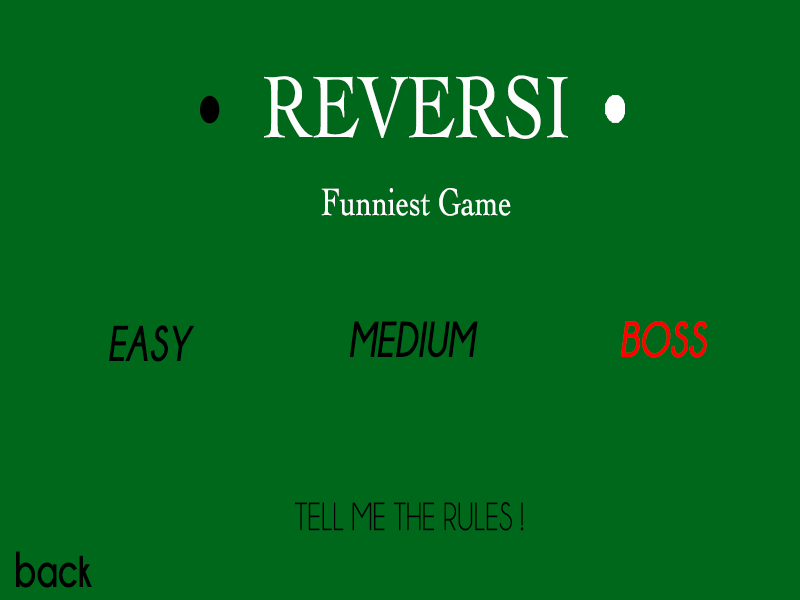 REVERSI
Funniest Game
EASY MEDIUM BOSS
TELL ME THE RULES !
back